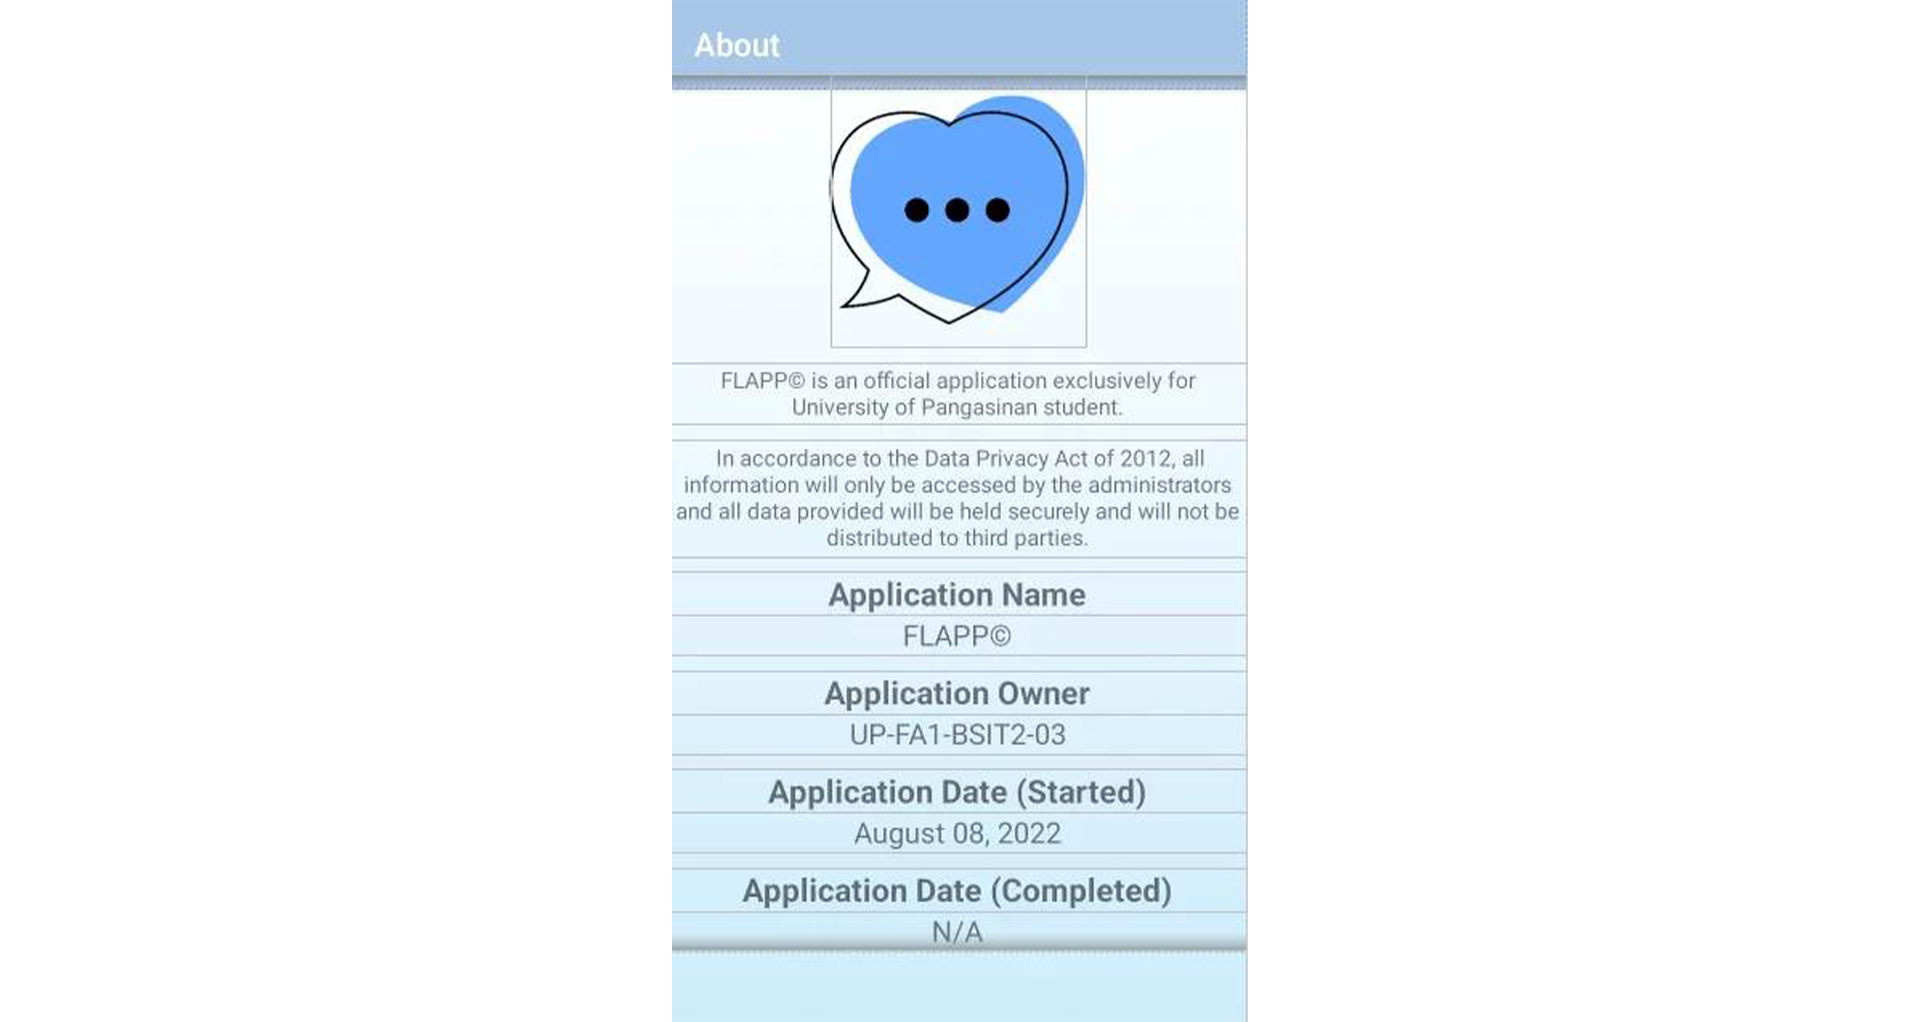 About
FLAPP© is an official application exclusively for
University of Pangasinan student.
In accordance to the Data Privacy Act of 2012, all
information will only be accessed by the administrators
and all data provided will be held securely and will not be
distributed to third parties.
Application Name
FLAPP©
Application Owner
UP-FA1-BSIT2-03
Application Date (Started)
August 08, 2022
Application Date (Completed)
N/A